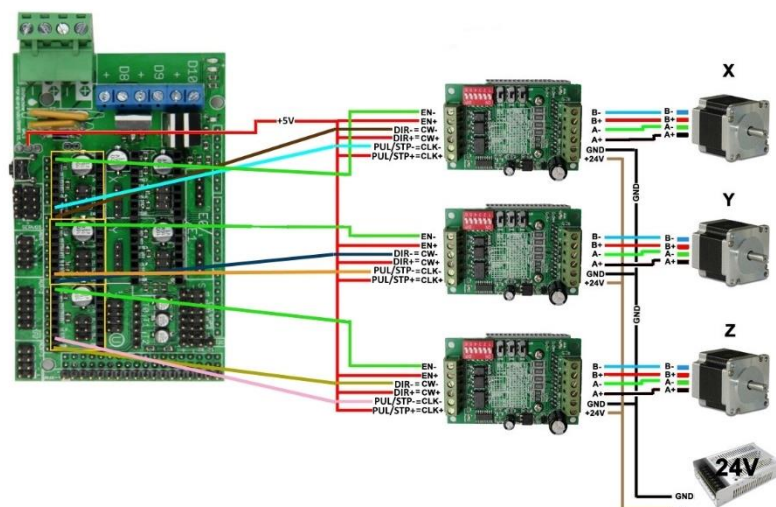 D8
D9
D10
+5V
EN-
EN+
DIR-=CW-
DIR+=CW+
PUL/STP-=CLK-
PUL/STP+=CLK+
B-
B+
A-
A+
GND
+24V
B-
B+
A-
A+
X
GND
EN-
EN+
DIR-=CW-
DIR+=CW+
PUL/STP-=CLK-
PUL/STP+=CLK+
B-
B+
A-
A+
GND
+24V
B-
B+
A-
A+
Y
GND
EN-
EN+
DIR-=CW-
DIR+=CW+
PUL/STP-=CLK-
PUL/STP+=CLK+
B-
B+
A-
A+
GND
+24V
B-
B+
A-
A+
Z
24V
GND